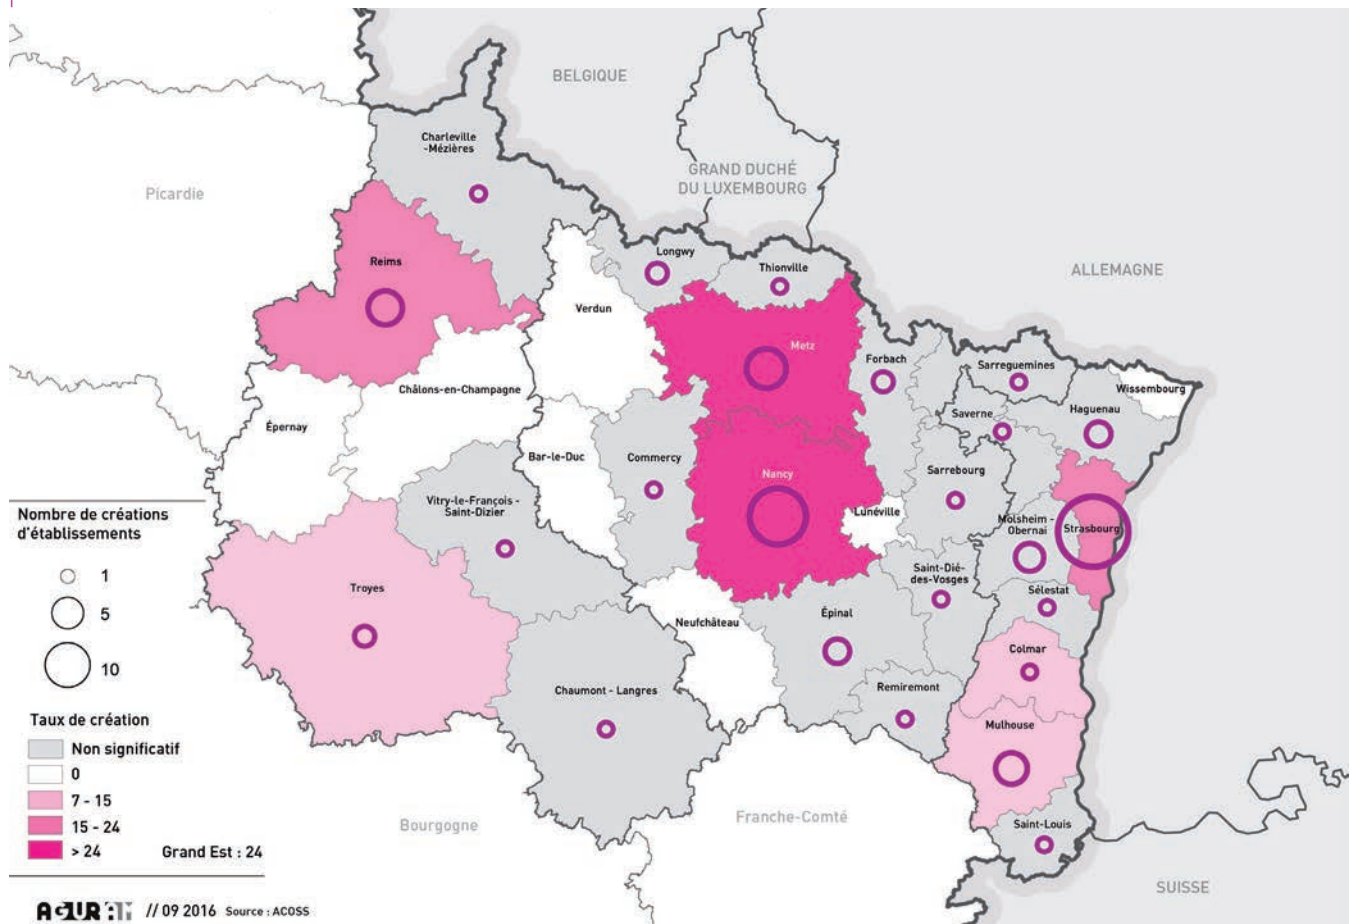 BELGIQUE
Charleville
-Mézières
GRAND DUCHÉ
DU LUXEMBOURG
Picardie
Longwy
Reims
Thionville
ALLEMAGNE
Verdun
Metz
Forbach
Sarreguemines
Wissembourg
Châlons-en-Champagne
Saverne
Haguenau
Épernay
Bar-le-Duc
Commercy
Nancy
Sarrebourg
Vitry-le-François -
Saint-Dizier
Lunéville
Molsheim -
Obernai
Strasbourg
Saint-Dié-
des-Vosges
Troyes
Sélestat
Épinal
Neufchâteau
Colmar
Chaumont - Langres
Remiremont
Mulhouse
Saint-Louis
Bourgogne
Franche-Comté
SUISSE
Nombre de créations
d'établissements
1
5
10
Taux de création
Non significatif
0
7 - 15
15 - 24
> 24
Grand Est : 24
// 09 2016 Source : ACOSS